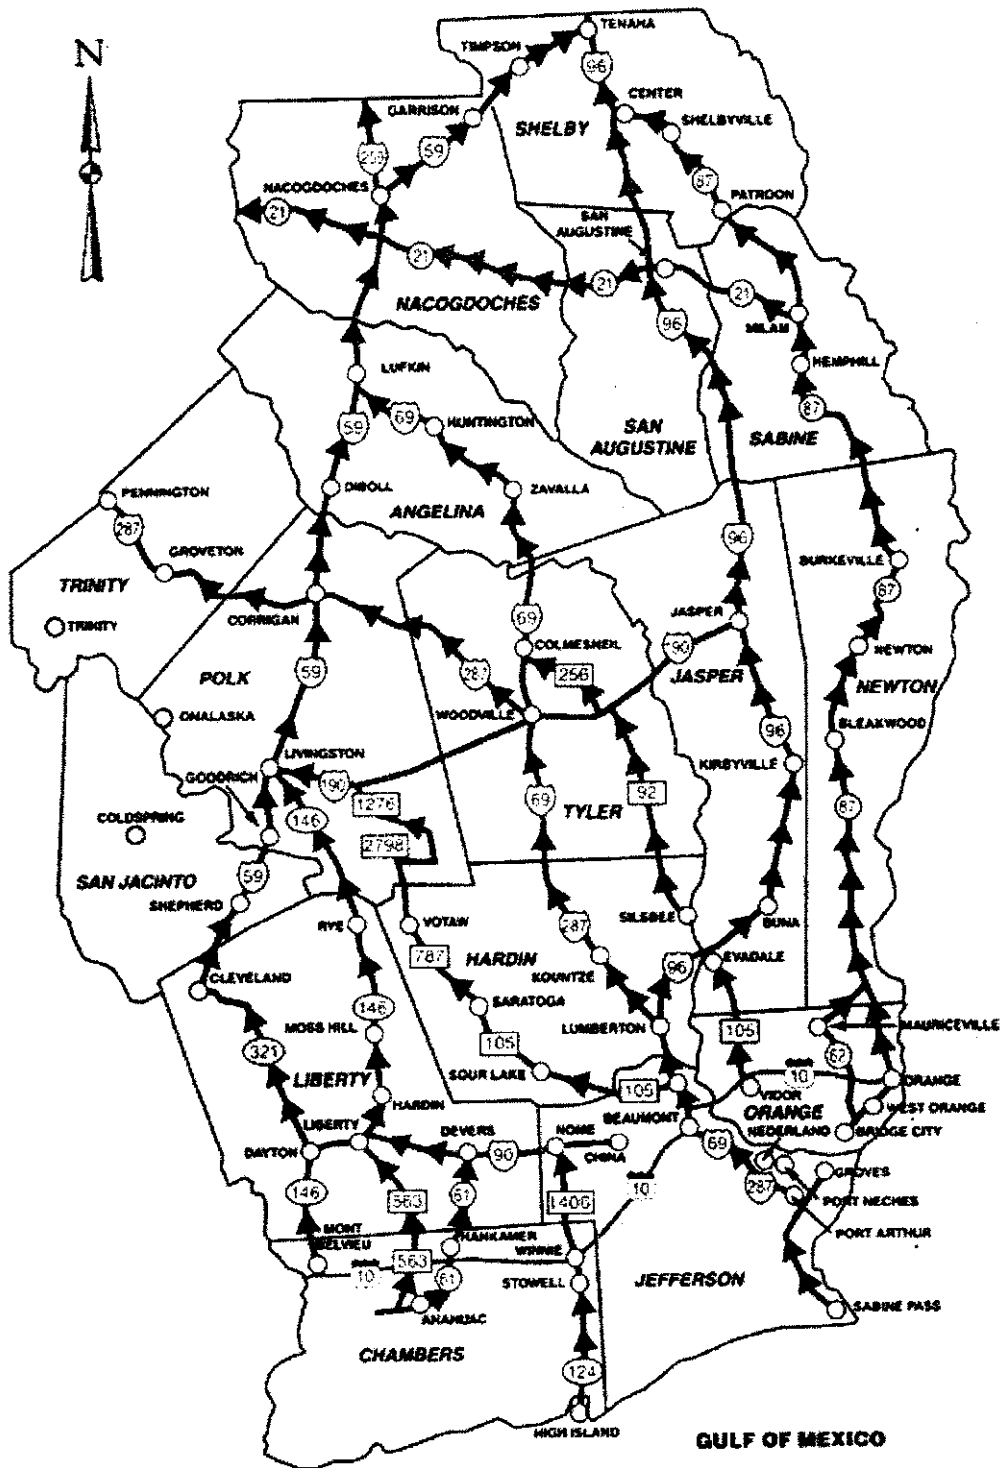 TENAHA
N
TIMPSON
96
CENTER
GARRISON
SHELBYVILLE
SHELBY
59
259
87
NACOGDOCHES
PATROON
21
SAN
AUGUSTINE
21
21
21
NACOGDOCHES
96
MILAM
LUFKIN
HEMPHILL
69
HUNTINGTON
87
59
SAN
AUGUSTINE
SABINE
PENNINGTON
DIBOLL
ZAVALLA
ANGELINA
287
GROVETON
96
BURKEVILLE
TRINITY
87
CORRIGAN
JASPER
TRINITY
69
COLMESNEIL
NEWTON
POLK
59
287
256
190
JASPER
NEWTON
ONALASKA
WOODVILLE
BLEAKWOOD
96
LIVINGSTON
KIRBYVILLE
GOODRICH
190
92
1276
69
87
COLDSPRING
146
TYLER
2798
SAN JACINTO
59
SHEPHERD
SILSBEE
BUNA
RYE
VOTAW
287
787
HARDIN
EVADALE
KOUNTZE
96
CLEVELAND
SARATOGA
146
MOSS HILL
LUMBERTON
105
MAURICEVILLE
321
105
62
LIBERTY
SOUR LAKE
10
ORANGE
105
VIDOR
HARDIN
ORANGE
WEST ORANGE
BEAUMONT
LIBERTY
DEVERS
NOME
NEDERLAND
BRIDGE CITY
DAYTON
90
CHINA
69
GROVES
10
146
563
61
1406
287
PORT NECHES
MONT
BELVIEU
HANKAMER
PORT ARTHUR
563
WINNIE
10
61
STOWELL
JEFFERSON
ANAHUAC
SABINE PASS
CHAMBERS
124
HIGH ISLAND
GULF OF MEXICO